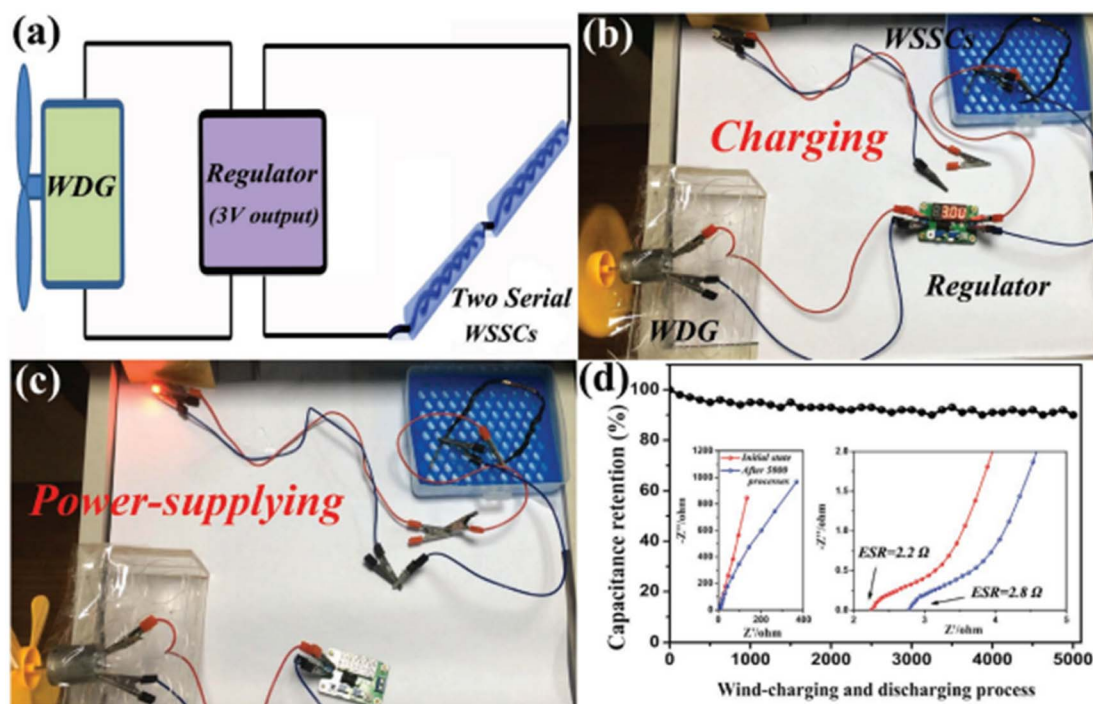 (a)
WDG
Regulator
(3V output)
Two Serial
WSSCs
(b)
WSSCs
Charging
3.0V
Regulator
WDG
(c)
Power-supplying
(d)
Capacitance retention (%)
100
80
60
40
20
0
0 1000 2000 3000 4000 5000
Wind-charging and discharging process
-Z''/ohm
1200
1000
800
600
400
200
0
0 200 400
Z'/ohm
Initial state
After 5000
processes
-Z''/ohm
2.0
1.5
1.0
0.5
0.0
2 3 4 5
Z'/ohm
ESR=2.2 Ω
ESR=2.8 Ω